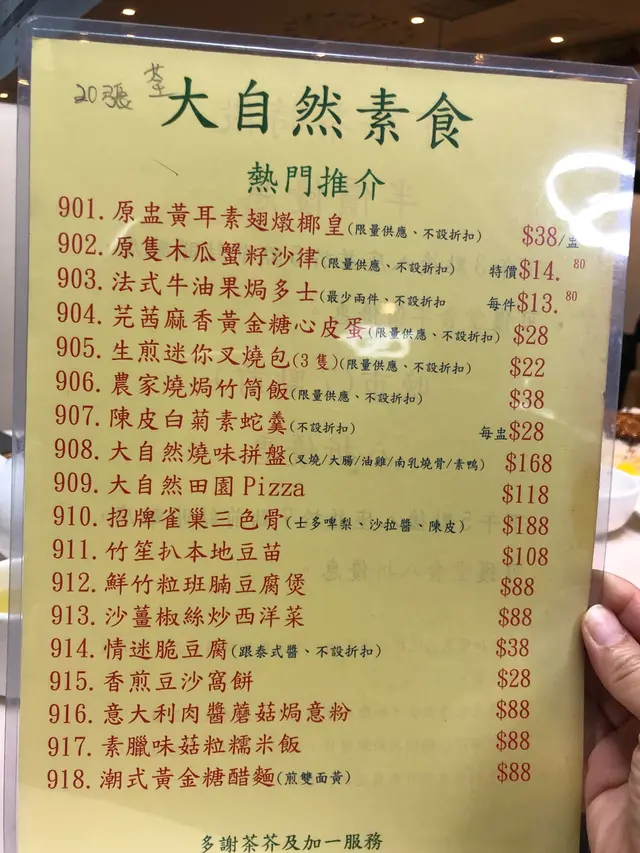 20張 荃
大自然素食
熱門推介
901. 原盅黃耳素翅燉椰皇(限量供應、不設折扣) $38/盅
902. 原隻木瓜蟹籽沙律(限量供應、不設折扣) 特價$14.80
903. 法式牛油果焗多士(最少兩件、不設折扣 每件$13.80
904. 芫茜麻香黃金糖心皮蛋(限量供應、不設折扣) $28
905. 生煎迷你叉燒包(3隻)(限量供應、不設折扣) $22
906. 農家燒焗竹筒飯(限量供應、不設折扣) $38
907. 陳皮白菊素蛇羹(不設折扣) 每盅$28
908. 大自然燒味拼盤(叉燒/大腸/油雞/南乳燒骨/素鴨) $168
909. 大自然田園Pizza $118
910. 招牌雀巢三色骨(士多啤梨、沙拉醬、陳皮) $188
911. 竹笙扒本地豆苗 $108
912. 鮮竹粒班腩豆腐煲 $88
913. 沙薑椒絲炒西洋菜 $88
914. 情迷脆豆腐(跟泰式醬、不設折扣) $38
915. 香煎豆沙窩餅 $28
916. 意大利肉醬蘑菇焗意粉 $88
917. 素臘味菇粒糯米飯 $88
918. 潮式黃金糖醋麵(煎雙面黃) $88
多謝茶芥及加一服務